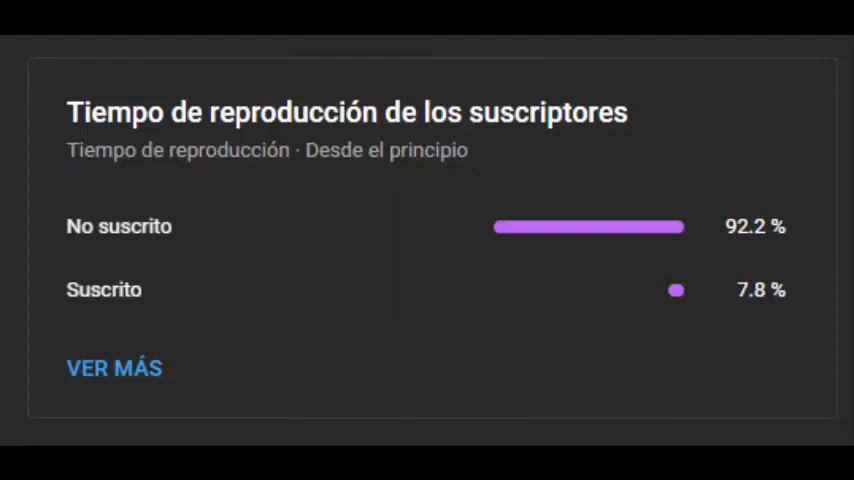 Tiempo de reproducción de los suscriptores
Tiempo de reproducción · Desde el principio
No suscrito 92.2 %
Suscrito 7.8 %
VER MÁS